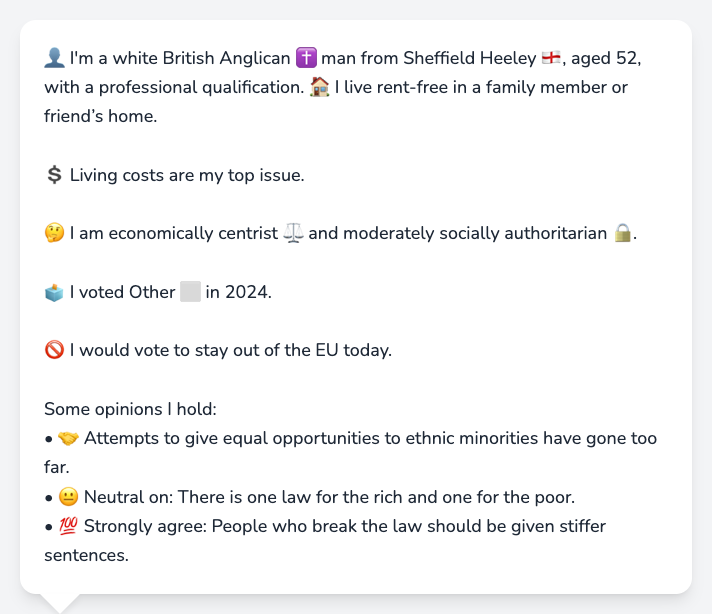 👤 I'm a white British Anglican ✝️ man from Sheffield Heeley 🏴󠁧󠁢󠁥󠁮󠁧󠁿, aged 52,
with a professional qualification. 🏠 I live rent-free in a family member or
friend’s home.
💲 Living costs are my top issue.
🤔 I am economically centrist ⚖️ and moderately socially authoritarian 🔒.
🗳️ I voted Other ⬜ in 2024.
🚫 I would vote to stay out of the EU today.
Some opinions I hold:
• 🤝 Attempts to give equal opportunities to ethnic minorities have gone too
far.
• 😐 Neutral on: There is one law for the rich and one for the poor.
• 💯 Strongly agree: People who break the law should be given stiffer
sentences.